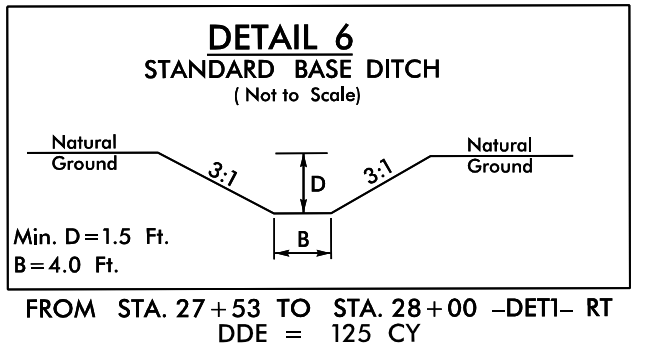 DETAIL 6
STANDARD BASE DITCH
( Not to Scale)
Natural
Ground
3:1
D
3:1
Natural
Ground
Min. D=1.5 Ft.
B=4.0 Ft.
B
FROM STA. 27+53 TO STA. 28+00 -DET1- RT
DDE = 125 CY